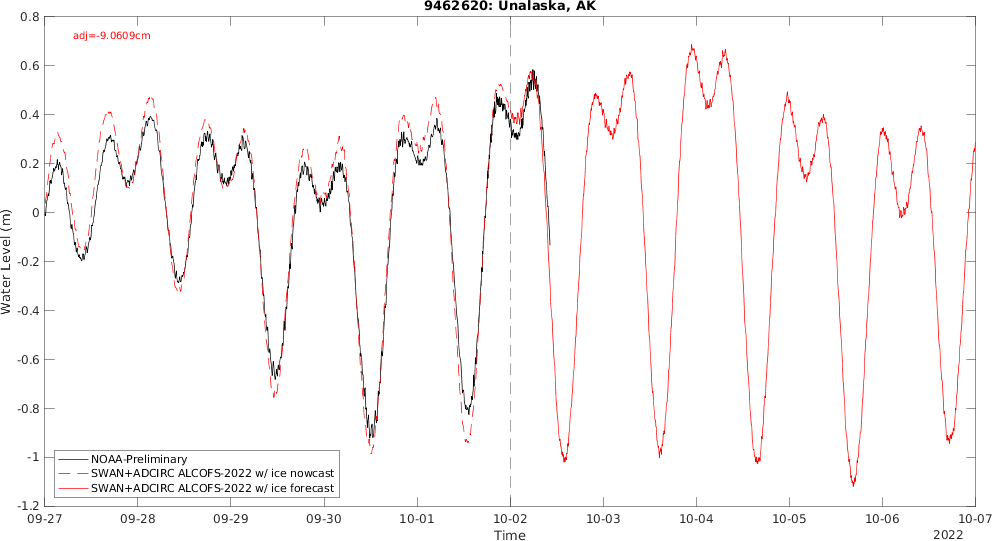 9462620: Unalaska, AK
adj=-9.0609cm
Water Level (m)
0.8
0.6
0.4
0.2
0
-0.2
-0.4
-0.6
-0.8
-1
-1.2
NOAA-Preliminary
SWAN+ADCIRC ALCOFS-2022 w/ ice nowcast
SWAN+ADCIRC ALCOFS-2022 w/ ice forecast
09-27 09-28 09-29 09-30 10-01 10-02 10-03 10-04 10-05 10-06 10-07
Time
2022